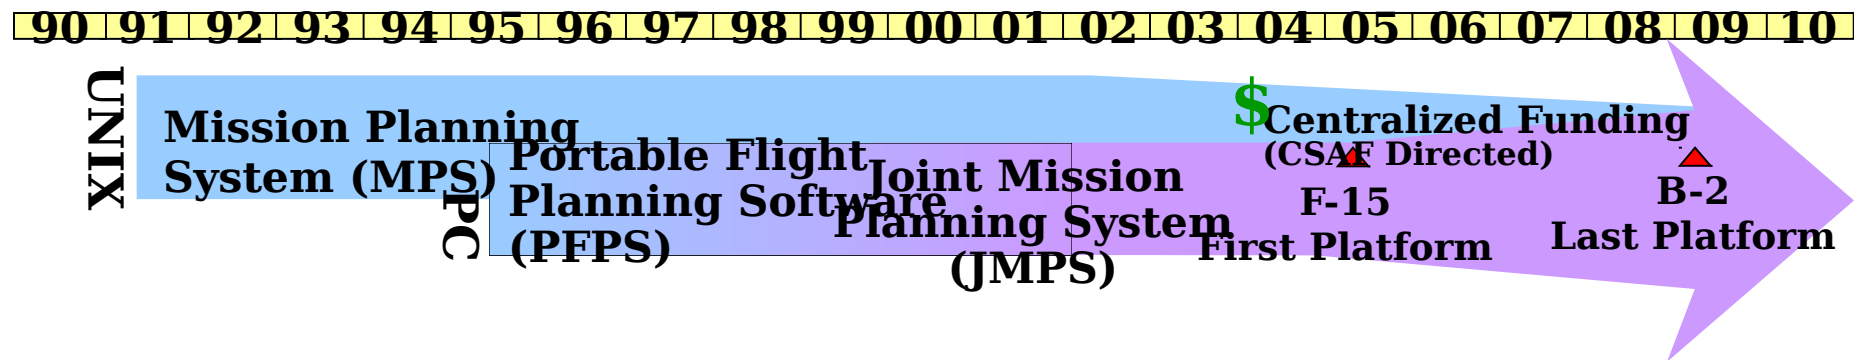 90 91 92 93 94 95 96 97 98 99 00 01 02 03 04 05 06 07 08 09 10
UNIX
Mission Planning
System (MPS)
PC
Portable Flight
Planning Software
(PFPS)
Joint Mission
Planning System
(JMPS)
$
Centralized Funding
(CSAF Directed)
F-15
First Platform
B-2
Last Platform